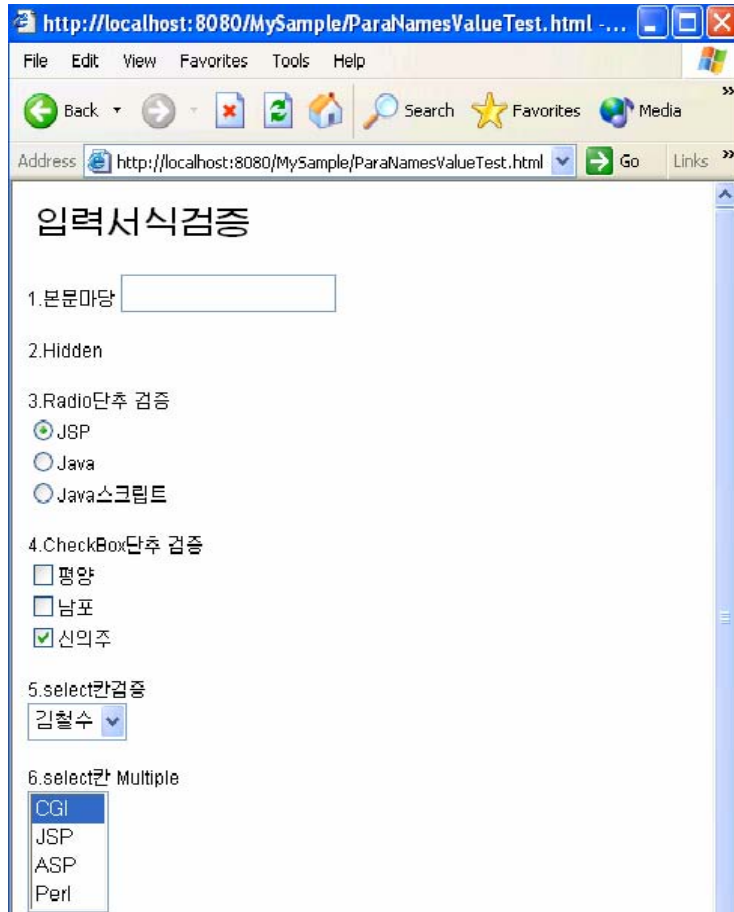 http://localhost:8080/MySample/ParaNamesValueTest.html -...
File Edit View Favorites Tools Help
Back Search Favorites Media
Address http://localhost:8080/MySample/ParaNamesValueTest.html Go Links
입력서식검증
1.본문마당
2.Hidden
3.Radio단추 검증
JSP
Java
Java스크립트
4.CheckBox단추 검증
평양
남포
신의주
5.select칸검증
김철수
6.select칸 Multiple
CGI
JSP
ASP
Perl